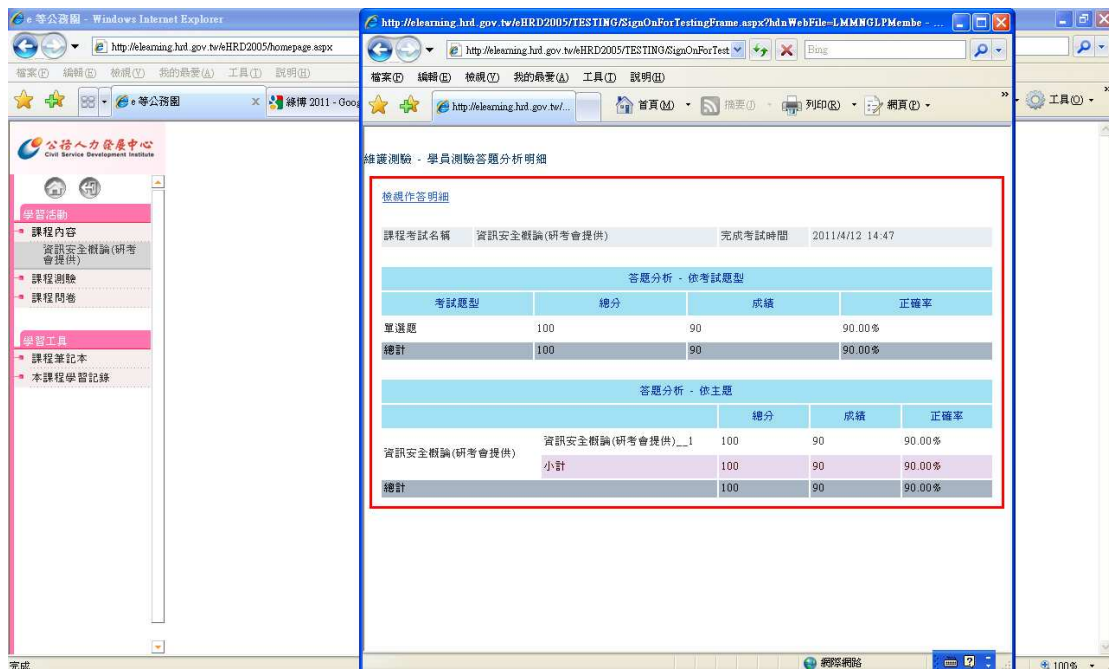 e 等公務園 - Windows Internet Explorer
http://elearning.hrd.gov.tw/eHRD2005/homepage.aspx
檔案(F) 編輯(E) 檢視(V) 我的最愛(A) 工具(T) 說明(H)
e 等公務園
綠博 2011 - Goog
公務人力發展中心
Civil Service Development Institute
學習活動
課程內容
資訊安全概論(研考
會提供)
課程測驗
課程問卷
學習工具
課程筆記本
本課程學習記錄
完成
http://elearning.hrd.gov.tw/eHRD2005/TESTING/SignOnForTestingFrame.aspx?hdnWebFile=LMMNGLPMembe - ...
http://elearning.hrd.gov.tw/eHRD2005/TESTING/SignOnForTest
Bing
檔案(F) 編輯(E) 檢視(V) 我的最愛(A) 工具(T) 說明(H)
http://elearning.hrd.gov.tw/...
首頁(M)
摘要(J)
列印(R)
網頁(P)
»
維護測驗 - 學員測驗答題分析明細
檢視作答明細
課程考試名稱 資訊安全概論(研考會提供) 完成考試時間 2011/4/12 14:47
答題分析 - 依考試題型
考試題型 總分 成績 正確率
單選題 100 90 90.00%
總計 100 90 90.00%
答題分析 - 依主題
總分 成績 正確率
資訊安全概論(研考會提供) 資訊安全概論(研考會提供)__1 100 90 90.00%
小計 100 90 90.00%
總計 100 90 90.00%
網際網路
工具(O)
»
100%